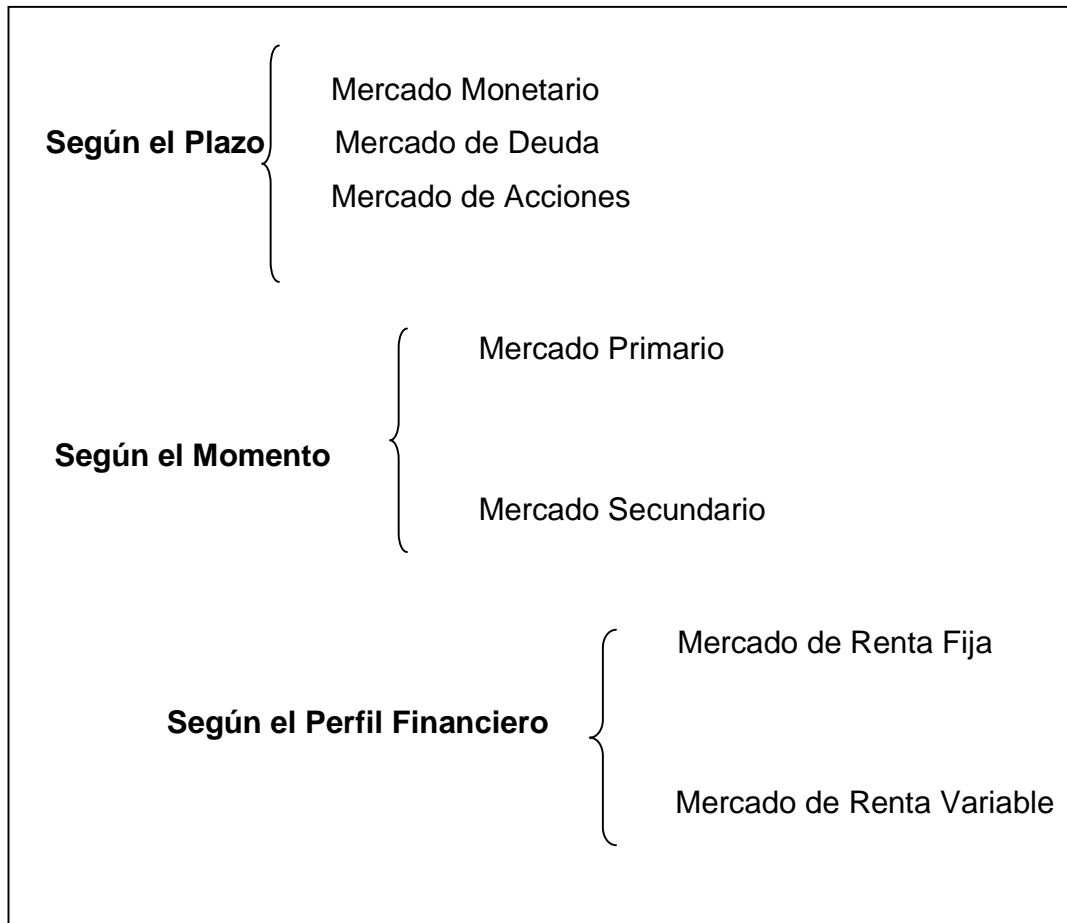 Según el Plazo
Mercado Monetario
Mercado de Deuda
Mercado de Acciones
Según el Momento
Mercado Primario
Mercado Secundario
Según el Perfil Financiero
Mercado de Renta Fija
Mercado de Renta Variable